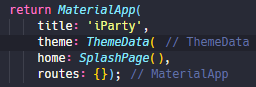 return MaterialApp(
title: 'iParty',
theme: ThemeData( // ThemeData
home: SplashPage(),
routes: {}); // MaterialApp